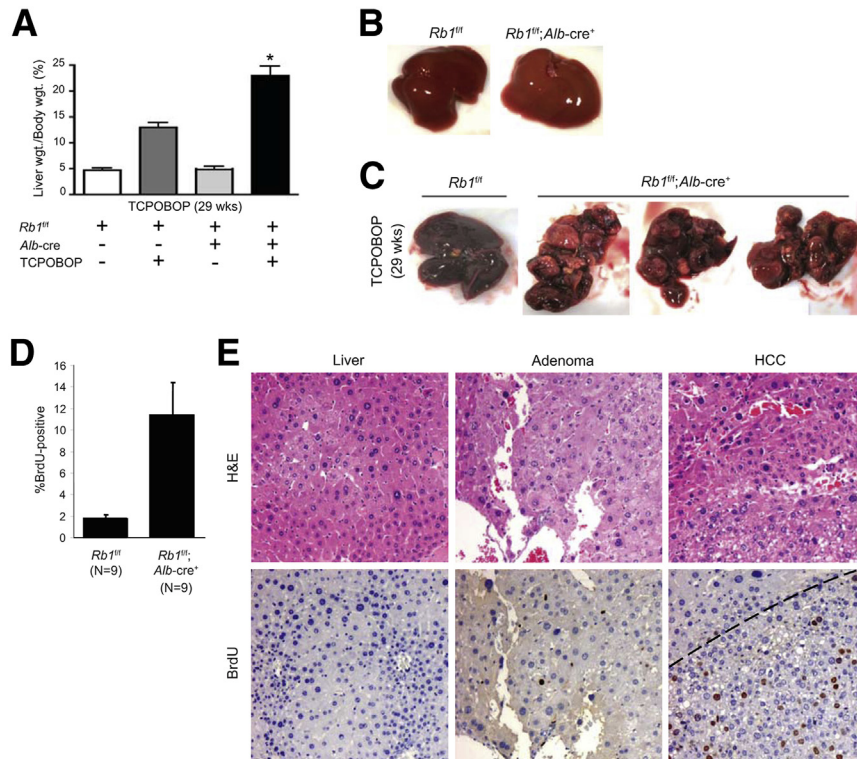 A
Liver wgt./Body wgt. (%)
25
20
15
10
5
0
*
TCPOBOP (29 wks)
Rb1f/f + + + +
Alb-cre - - + +
TCPOBOP - + - +
B
Rb1f/f
Rb1f/f;Alb-cre+
C
Rb1f/f
Rb1f/f;Alb-cre+
TCPOBOP
(29 wks)
D
%BrdU-positive
16
14
12
10
8
6
4
2
0
Rb1f/f
(N=9)
Rb1f/f;
Alb-cre+
(N=9)
E
Liver
Adenoma
HCC
H&E
BrdU